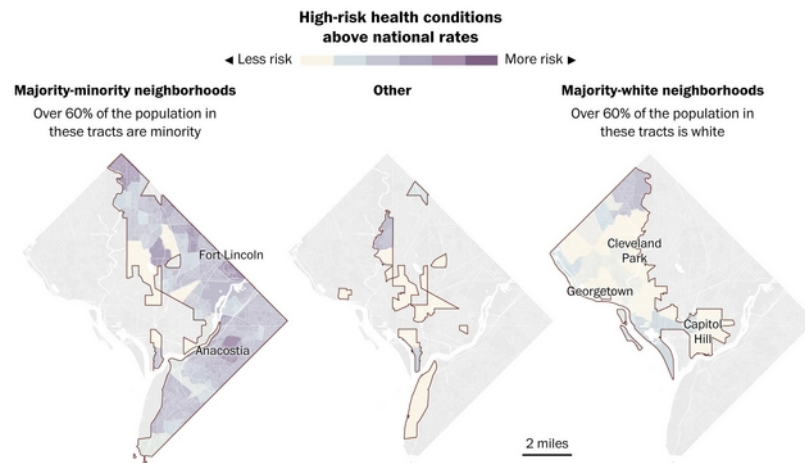 High-risk health conditions
above national rates
◀ Less risk More risk ▶
Majority-minority neighborhoods
Over 60% of the population in
these tracts are minority
Other
Majority-white neighborhoods
Over 60% of the population in
these tracts is white
Fort Lincoln
Anacostia
Cleveland
Park
Georgetown
Capitol
Hill
2 miles